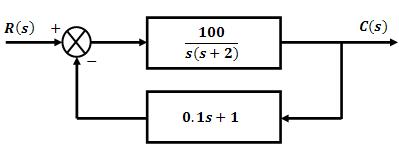 R(s) +
100
C(s)
s(s + 2)
−
0.1s + 1